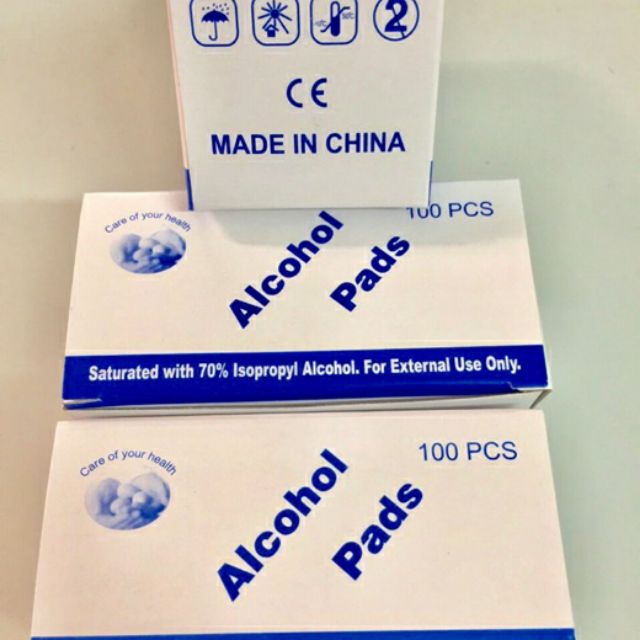 2
CE
MADE IN CHINA
Care of your health
100 PCS
Alcohol
Pads
Saturated with 70% Isopropyl Alcohol. For External Use Only.
Care of your health
100 PCS
Alcohol
Pads